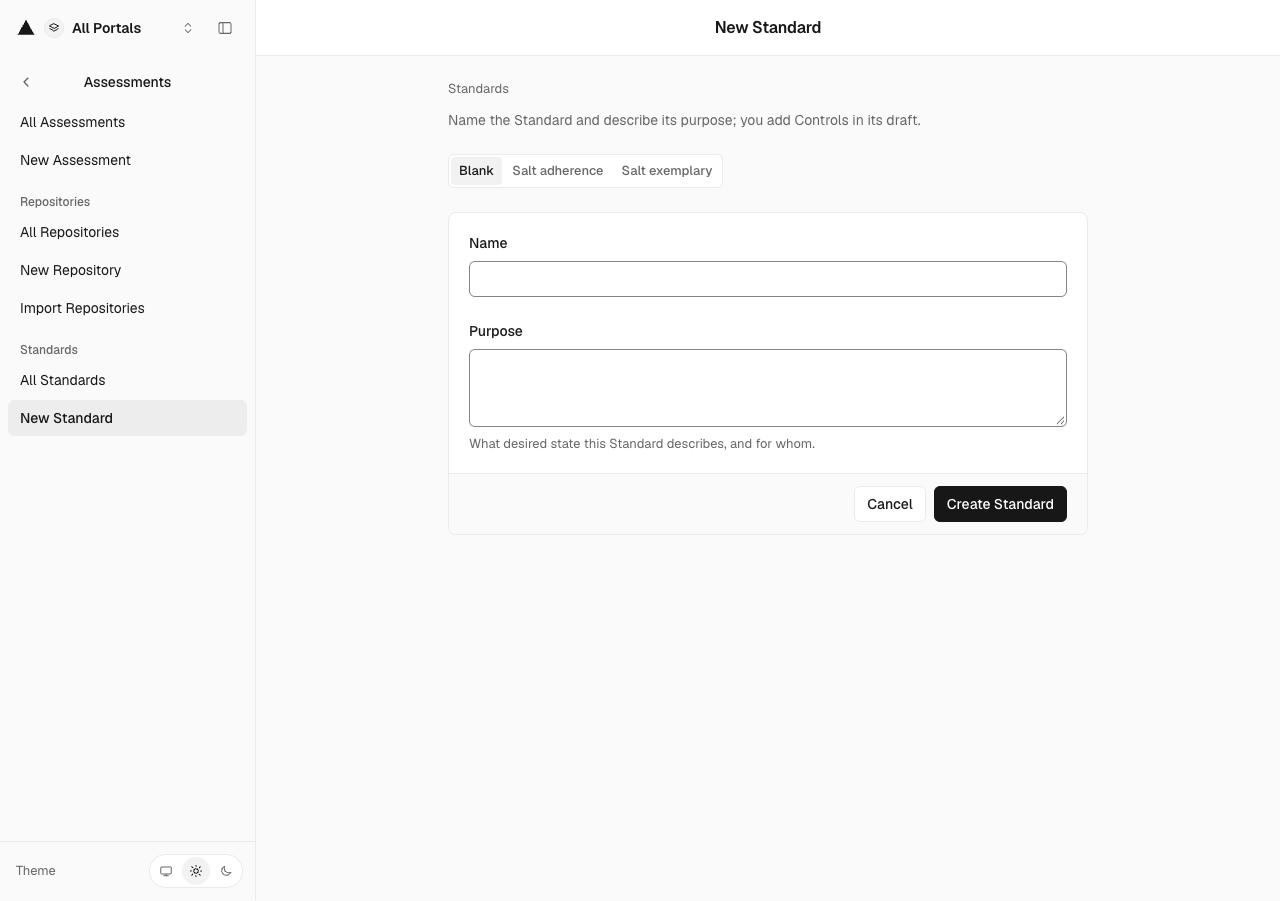 All Portals
Assessments
All Assessments
New Assessment
Repositories
All Repositories
New Repository
Import Repositories
Standards
All Standards
New Standard
Theme
New Standard
Standards
Name the Standard and describe its purpose; you add Controls in its draft.
Blank Salt adherence Salt exemplary
Name
Purpose
What desired state this Standard describes, and for whom.
Cancel Create Standard